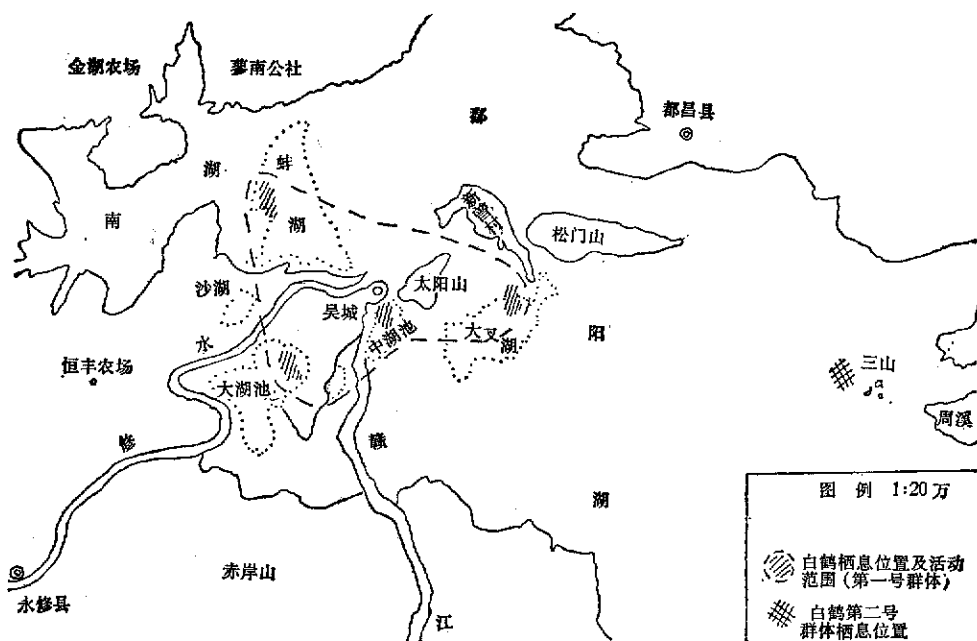 金湖农场
蓼南公社
鄱
都昌县
蚌
湖
湖
南
松门山
沙湖
太阳山
吴城
中湖池
大叉
湖
水
阳
恒丰农场
大湖池
三山
周溪
修
赣
湖
图 例 1:20万
白鹤栖息位置及活动
范围(第一号群体)
白鹤第二号
群体栖息位置
赤岸山
永修县
江